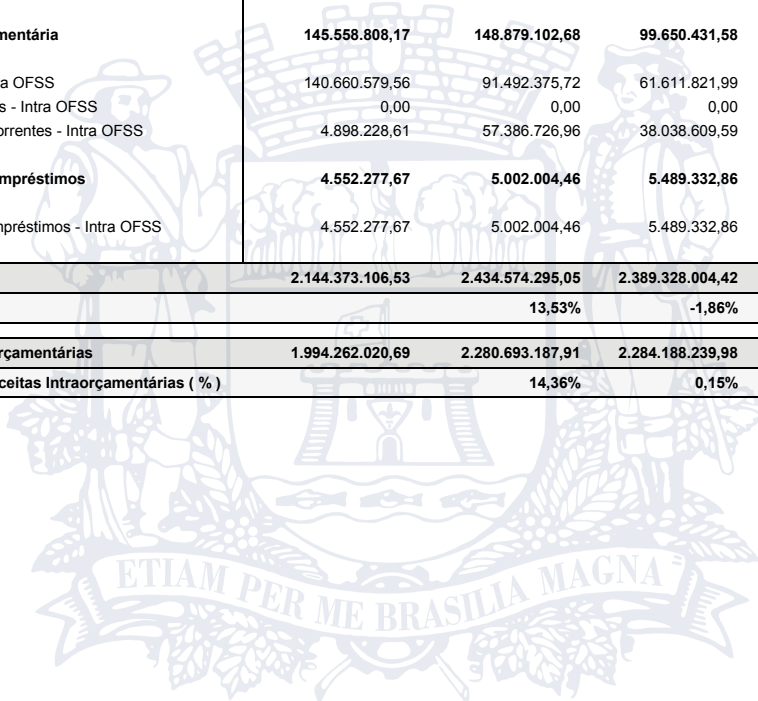 mentária 145.558.808,17 148.879.102,68 99.650.431,58
ra OFSS 140.660.579,56 91.492.375,72 61.611.821,99
s - Intra OFSS 0,00 0,00 0,00
orrentes - Intra OFSS 4.898.228,61 57.386.726,96 38.038.609,59
mpréstimos 4.552.277,67 5.002.004,46 5.489.332,86
mpréstimos - Intra OFSS 4.552.277,67 5.002.004,46 5.489.332,86
2.144.373.106,53 2.434.574.295,05 2.389.328.004,42
13,53% -1,86%
rçamentárias 1.994.262.020,69 2.280.693.187,91 2.284.188.239,98
ceitas Intraorçamentárias ( % ) 14,36% 0,15%
ETIAM PER ME BRASILIA MAGNA